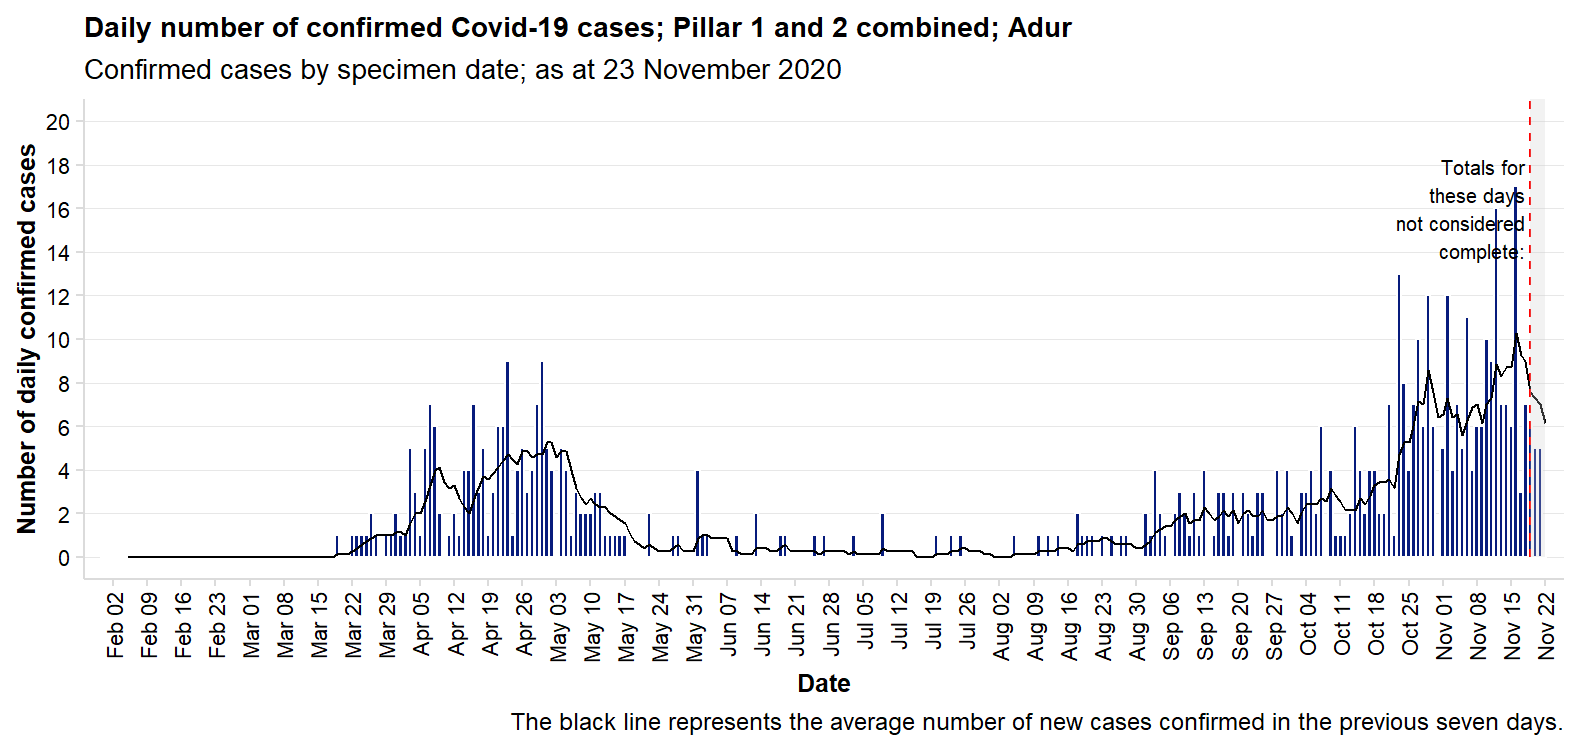 Daily number of confirmed Covid-19 cases; Pillar 1 and 2 combined; Adur
Confirmed cases by specimen date; as at 23 November 2020
Number of daily confirmed cases
20
18
16
14
12
10
8
6
4
2
0
Totals for
these days
not considered
complete:
Feb 02
Feb 09
Feb 16
Feb 23
Mar 01
Mar 08
Mar 15
Mar 22
Mar 29
Apr 05
Apr 12
Apr 19
Apr 26
May 03
May 10
May 17
May 24
May 31
Jun 07
Jun 14
Jun 21
Jun 28
Jul 05
Jul 12
Jul 19
Jul 26
Aug 02
Aug 09
Aug 16
Aug 23
Aug 30
Sep 06
Sep 13
Sep 20
Sep 27
Oct 04
Oct 11
Oct 18
Oct 25
Nov 01
Nov 08
Nov 15
Nov 22
Date
The black line represents the average number of new cases confirmed in the previous seven days.